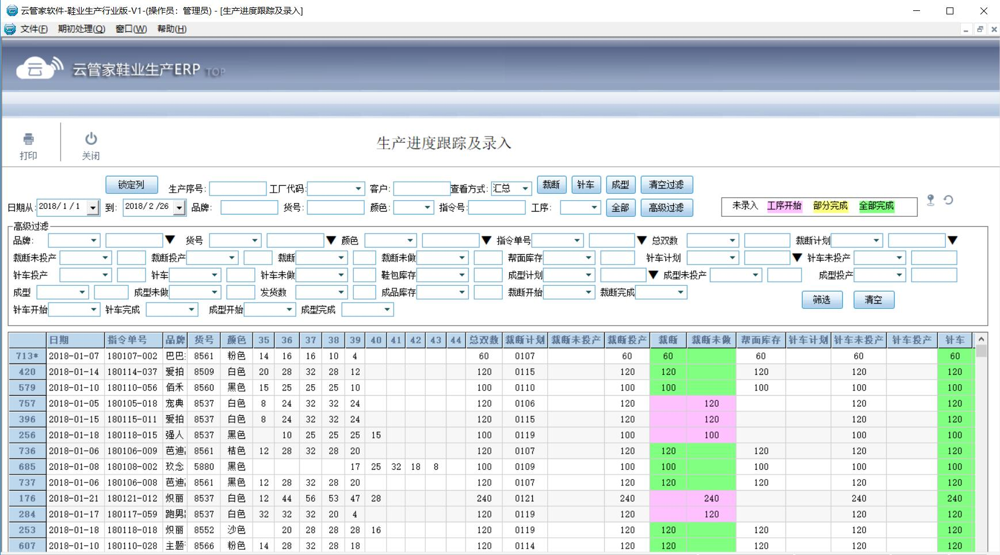 云管家软件-鞋业生产行业版-V1-(操作员：管理员) - [生产进度跟踪及录入]
文件(F) 期初处理(Q) 窗口(W) 帮助(H)
云 云管家鞋业生产ERP TOP
打印 关闭 生产进度跟踪及录入
锁定列 生产序号: 工厂代码: 客户: 查看方式: 汇总 裁断 针车 成型 清空过滤
日期从: 2018/ 1 / 1 到: 2018/ 2 /26 品牌: 货号: 颜色: 指令号: 工序: 全部 高级过滤 未录入 工序开始 部分完成 全部完成
高级过滤
品牌: 货号 颜色 指令单号 总双数 裁断计划
裁断未投产 裁断投产 裁断 裁断未做 帮面库存 针车计划 针车未投产
针车投产 针车 针车未做 鞋包库存 成型计划 成型未投产 成型投产
成型 成型未做 发货数 成品库存 裁断开始 裁断完成 筛选 清空
针车开始 针车完成 成型开始 成型完成
日期 指令单号 品牌 货号 颜色 35 36 37 38 39 40 41 42 43 44 总双数 裁断计划 裁断未投产 裁断投产 裁断 裁断未做 帮面库存 针车计划 针车未投产 针车投产 针车
713* 2018-01-07 180107-002 巴巴 8561 粉色 14 16 16 10 4 60 0107 60 60 60 60 60
420 2018-01-14 180114-037 爱拍 8509 白色 20 28 32 28 12 120 0115 120 120 120 120 120
579 2018-01-10 180110-056 佰禾 8560 黑色 15 25 25 25 10 100 0110 100 100 100 100 100
757 2018-01-05 180105-018 宠典 8537 白色 8 24 32 32 24 120 0106 120 120 120 120
396 2018-01-15 180115-011 爱拍 8537 白色 8 24 32 32 24 120 0115 120 120 120 120
256 2018-01-18 180118-015 强人 8537 黑色 10 25 25 25 15 100 0119 100 100 100 100
736 2018-01-06 180106-009 芭迪 8561 桔色 12 28 32 28 20 120 0107 120 120 120 120 120
685 2018-01-08 180108-002 玖念 5880 黑色 17 25 32 18 8 100 0109 100 100 100 100 100
737 2018-01-06 180106-008 芭迪 8561 黑色 12 28 32 28 20 120 0107 120 120 120 120 120
176 2018-01-21 180121-012 炽丽 8537 白色 12 44 56 53 47 28 240 0121 240 240 240 240
284 2018-01-17 180117-059 跑男 8537 白色 32 32 32 20 4 120 0119 120 120 120 120
253 2018-01-18 180118-018 炽丽 8552 沙色 20 28 28 28 16 120 0119 120 120 120 120 120
607 2018-01-10 180110-028 主题 8566 粉色 14 28 32 28 18 120 0114 120 120 120 120 120